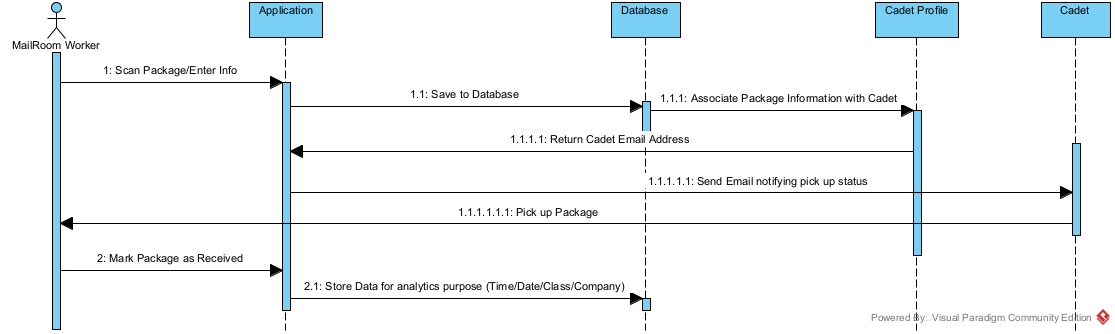 Application
Database
Cadet Profile
Cadet
MailRoom Worker
1: Scan Package/Enter Info
1.1: Save to Database
1.1.1: Associate Package Information with Cadet
1.1.1.1: Return Cadet Email Address
1.1.1.1.1: Send Email notifying pick up status
1.1.1.1.1.1: Pick up Package
2: Mark Package as Received
2.1: Store Data for analytics purpose (Time/Date/Class/Company)
Powered By Visual Paradigm Community Edition